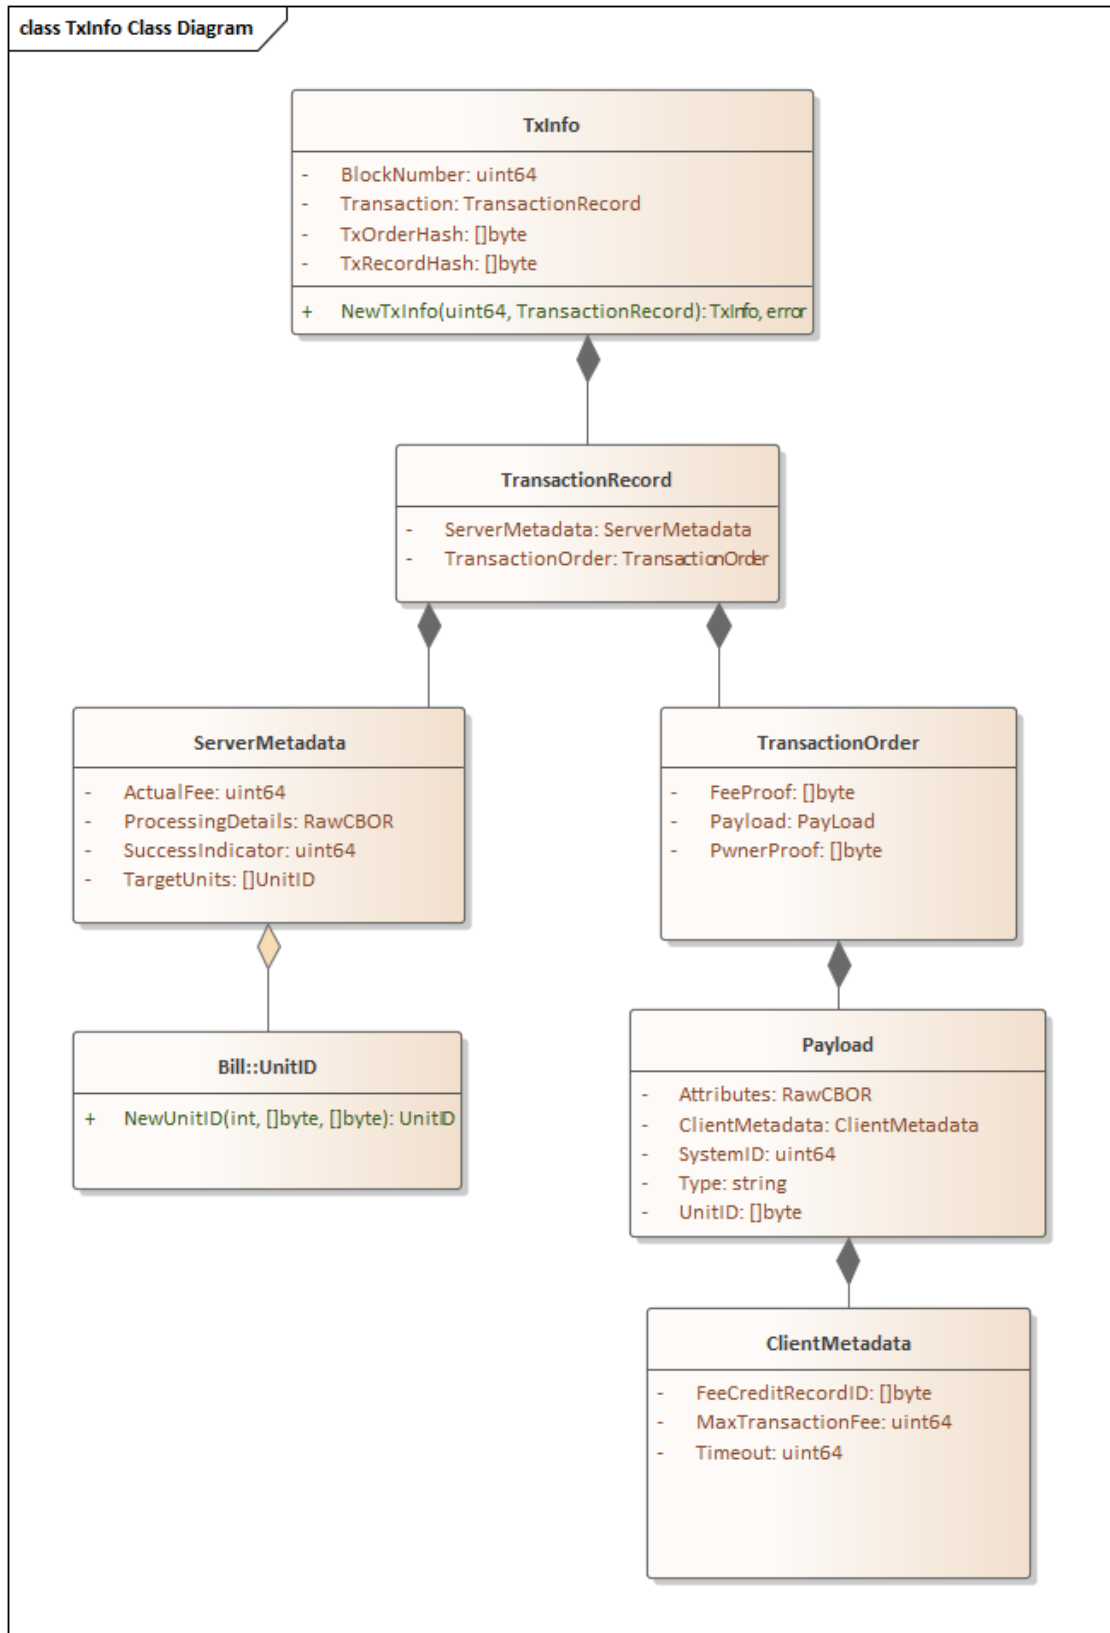 class TxInfo Class Diagram
TxInfo
- BlockNumber: uint64
- Transaction: TransactionRecord
- TxOrderHash: []byte
- TxRecordHash: []byte
+ NewTxInfo(uint64, TransactionRecord): TxInfo, error
TransactionRecord
- ServerMetadata: ServerMetadata
- TransactionOrder: TransactionOrder
ServerMetadata
- ActualFee: uint64
- ProcessingDetails: RawCBOR
- SuccessIndicator: uint64
- TargetUnits: []UnitID
TransactionOrder
- FeeProof: []byte
- Payload: PayLoad
- PwnerProof: []byte
Bill::UnitID
+ NewUnitID(int, []byte, []byte): UnitID
Payload
- Attributes: RawCBOR
- ClientMetadata: ClientMetadata
- SystemID: uint64
- Type: string
- UnitID: []byte
ClientMetadata
- FeeCreditRecordID: []byte
- MaxTransactionFee: uint64
- Timeout: uint64